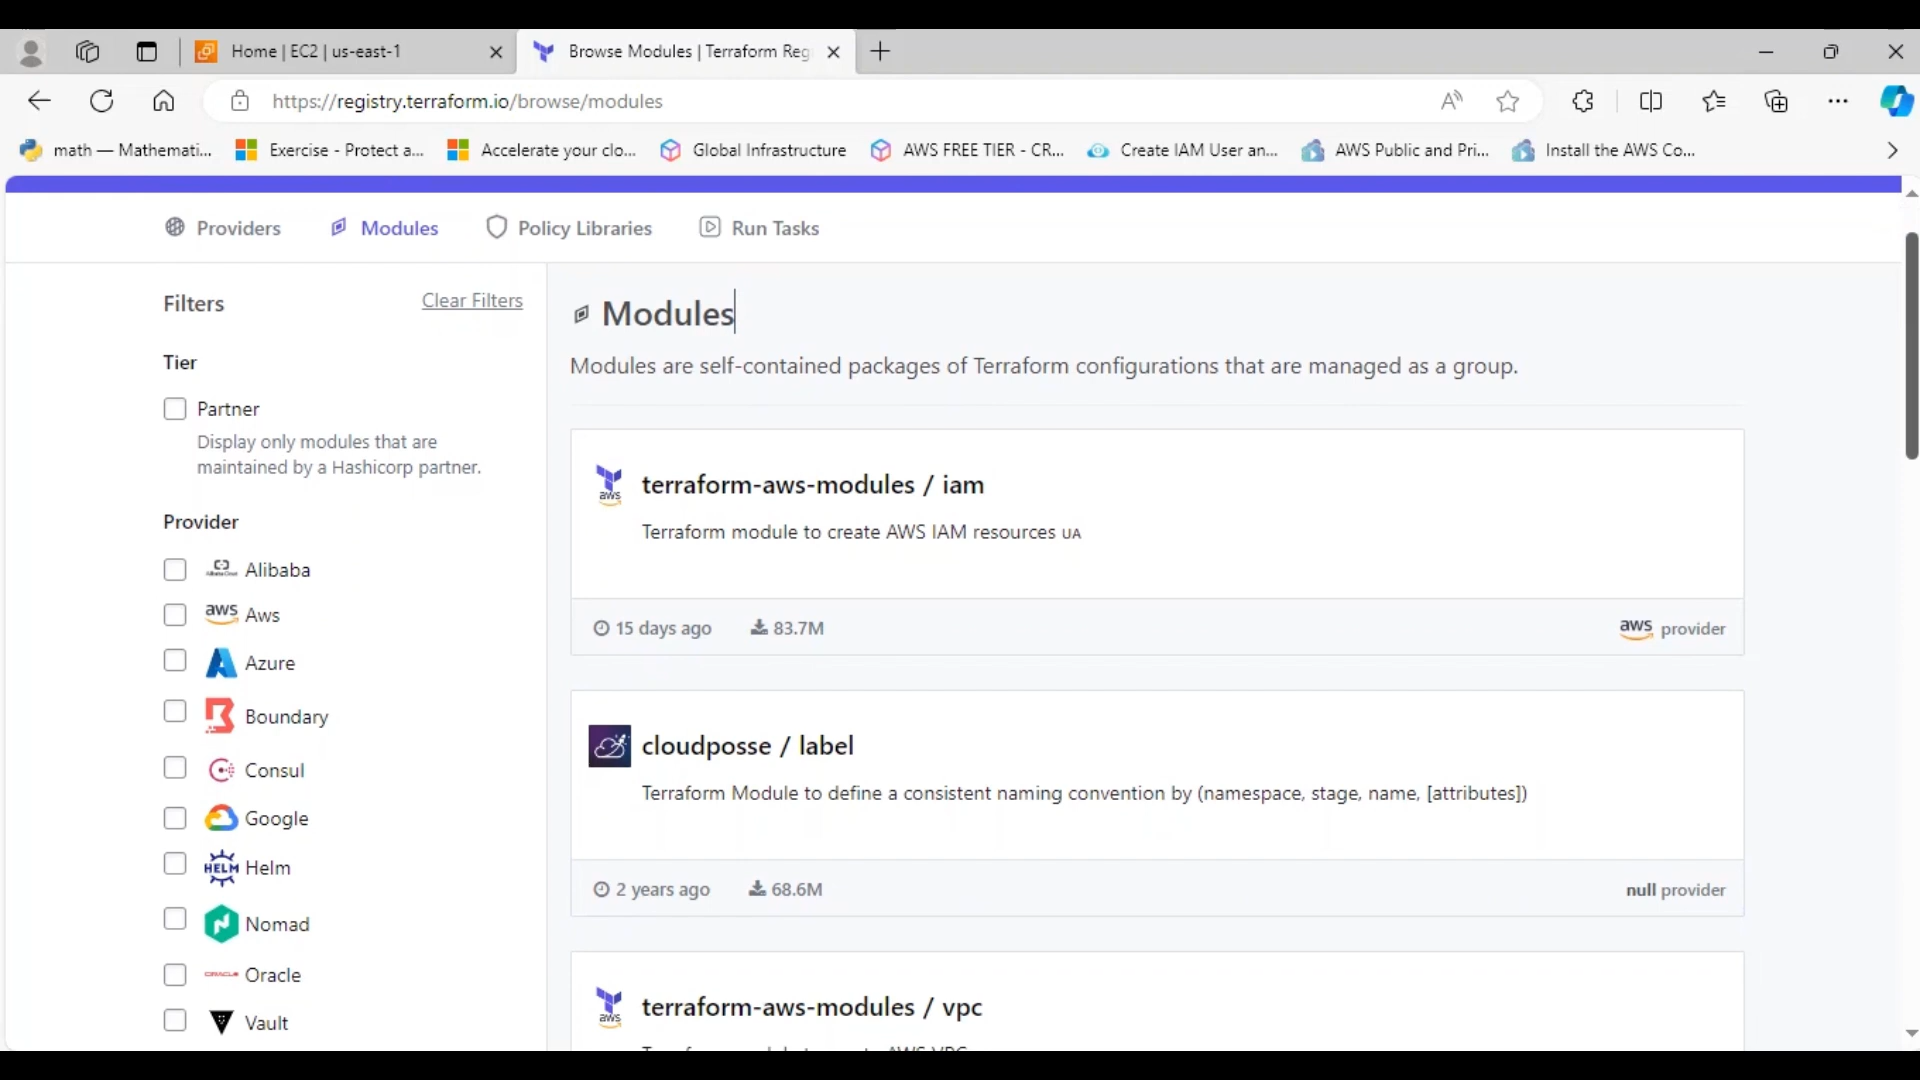 Home | EC2 | us-east-1
Browse Modules | Terraform Reg
https://registry.terraform.io/browse/modules
math — Mathemati...
Exercise - Protect a...
Accelerate your clo...
Global Infrastructure
AWS FREE TIER - CR...
Create IAM User an...
AWS Public and Pri...
Install the AWS Co...
Providers
Modules
Policy Libraries
Run Tasks
Filters
Clear Filters
Tier
Partner
Display only modules that are
maintained by a Hashicorp partner.
Provider
Alibaba
aws Aws
Azure
Boundary
Consul
Google
HELM Helm
Nomad
ORACLE Oracle
Vault
Modules
Modules are self-contained packages of Terraform configurations that are managed as a group.
aws
terraform-aws-modules / iam
Terraform module to create AWS IAM resources UA
15 days ago
83.7M
aws provider
cloudposse / label
Terraform Module to define a consistent naming convention by (namespace, stage, name, [attributes])
2 years ago
68.6M
null provider
aws
terraform-aws-modules / vpc